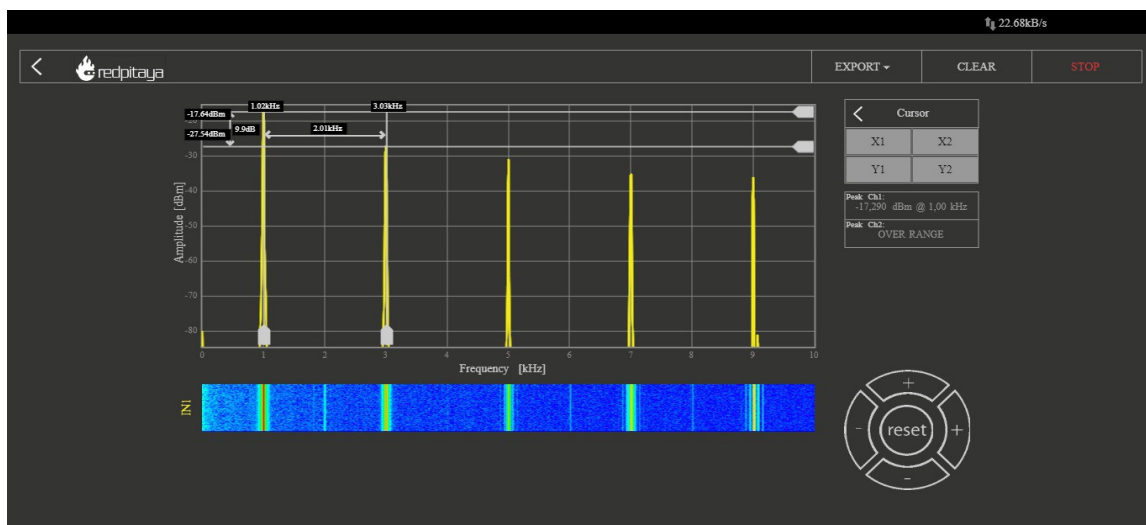 22.68kB/s
redpitaya
EXPORT
CLEAR
STOP
1.02kHz
3.03kHz
-17.64dBm
9.9dB
2.01kHz
-27.54dBm
-20
-30
-40
-50
-60
-70
-80
Amplitude [dBm]
0 1 2 3 4 5 6 7 8 9 10
Frequency [kHz]
IN1
Cursor
X1 X2
Y1 Y2
Peak Ch1:
-17,290 dBm @ 1,00 kHz
Peak Ch2:
OVER RANGE
+
- reset +
-